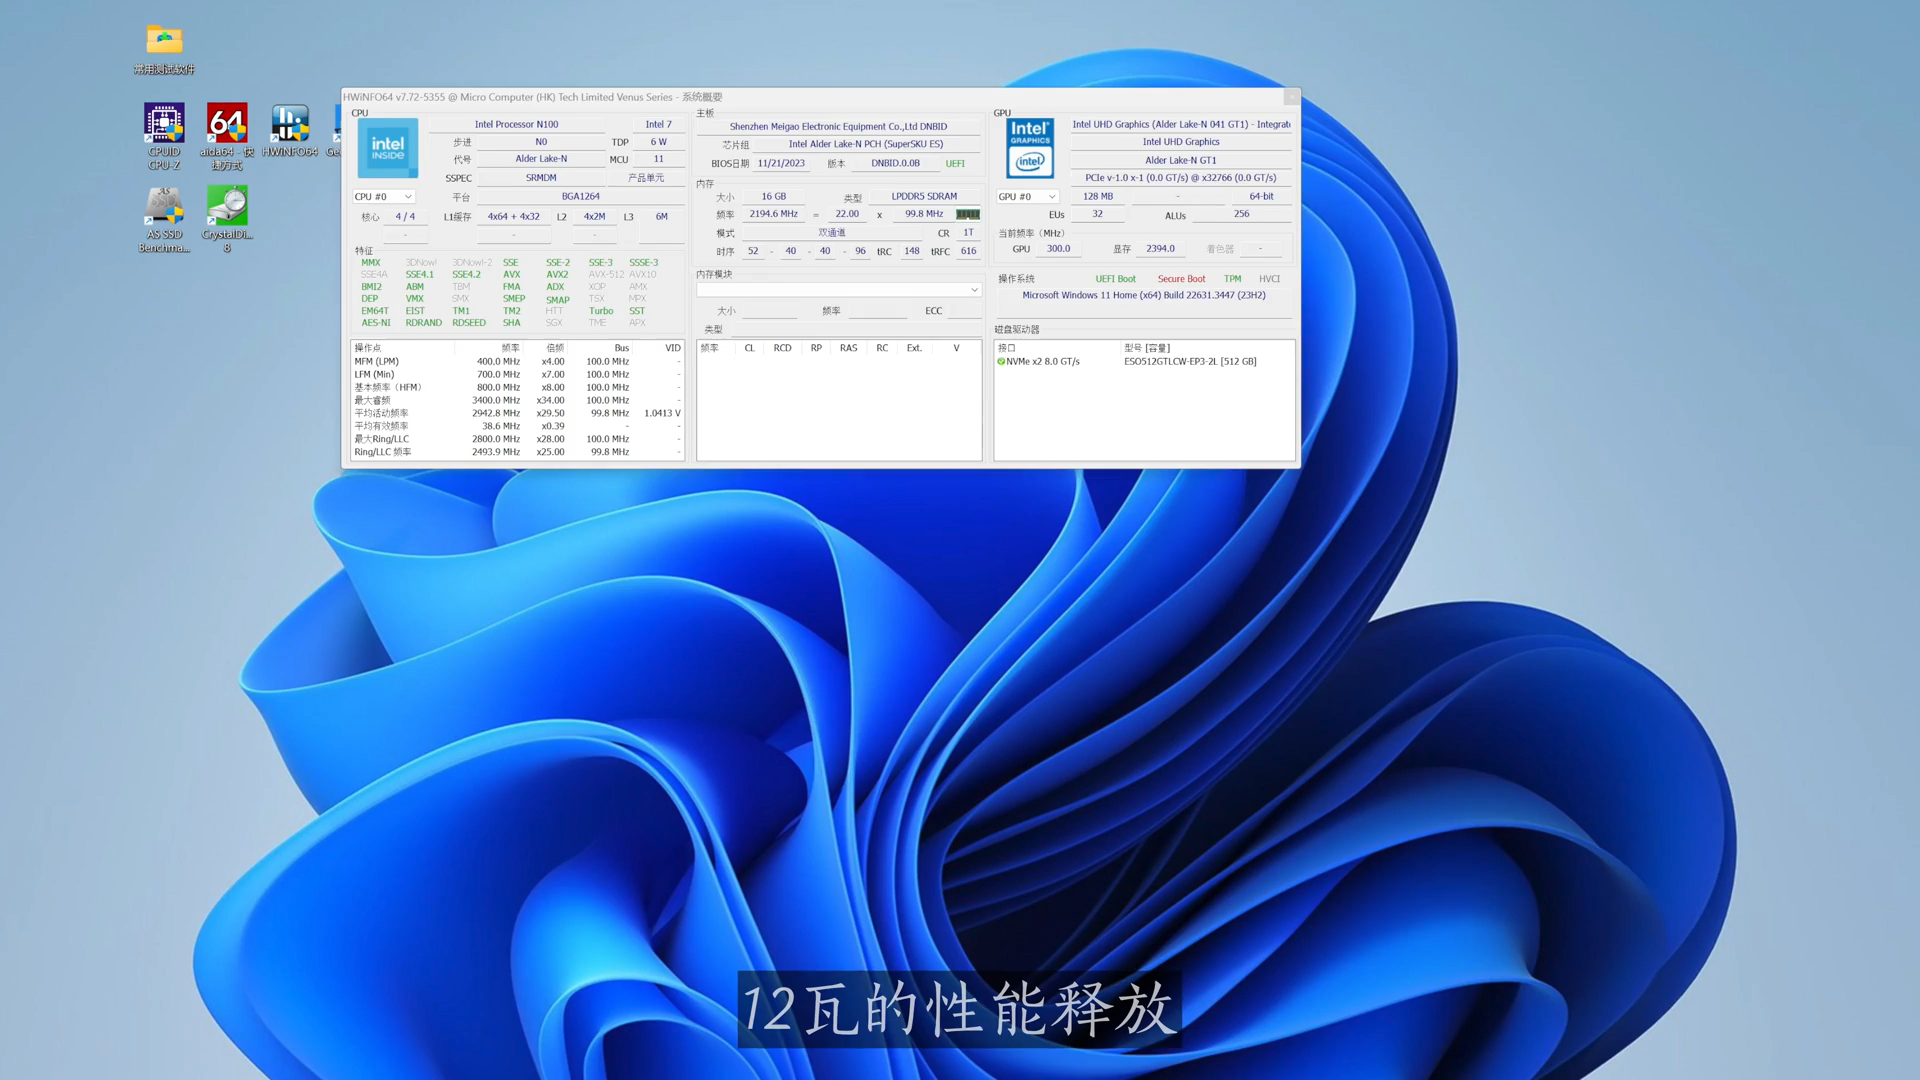 常用测试软件
CPUID
CPU-Z
aida64 - 快
捷方式
HWiNFO64
AS SSD
Benchma...
CrystalDi...
8
HWiNFO64 v7.72-5355 @ Micro Computer (HK) Tech Limited Venus Series - 系统概要
CPU
intel
INSIDE
Intel Processor N100
Intel 7
步进
N0
TDP
6 W
代号
Alder Lake-N
MCU
11
SSPEC
SRMDM
产品单元
CPU #0
平台
BGA1264
核心
4 / 4
L1缓存
4x64 + 4x32
L2
4x2M
L3
6M
特征
MMX 3DNow! 3DNow!-2 SSE SSE-2 SSE-3 SSSE-3
SSE4A SSE4.1 SSE4.2 AVX AVX2 AVX-512 AVX10
BMI2 ABM TBM FMA ADX XOP AMX
DEP VMX SMX SMEP SMAP TSX MPX
EM64T EIST TM1 TM2 HTT Turbo SST
AES-NI RDRAND RDSEED SHA SGX TME APX
操作点 频率 倍频 Bus VID
MFM (LPM) 400.0 MHz x4.00 100.0 MHz -
LFM (Min) 700.0 MHz x7.00 100.0 MHz -
基本频率（HFM） 800.0 MHz x8.00 100.0 MHz -
最大睿频 3400.0 MHz x34.00 100.0 MHz -
平均活动频率 2942.8 MHz x29.50 99.8 MHz 1.0413 V
平均有效频率 38.6 MHz x0.39 - -
最大Ring/LLC 2800.0 MHz x28.00 100.0 MHz -
Ring/LLC 频率 2493.9 MHz x25.00 99.8 MHz -
主板
Shenzhen Meigao Electronic Equipment Co.,Ltd DNBID
芯片组
Intel Alder Lake-N PCH (SuperSKU ES)
BIOS日期
11/21/2023
版本
DNBID.0.0B
UEFI
内存
大小
16 GB
类型
LPDDR5 SDRAM
频率
2194.6 MHz = 22.00 x 99.8 MHz
模式
双通道
CR
1T
时序
52 - 40 - 40 - 96
tRC
148
tRFC
616
内存模块
大小
频率
ECC
类型
频率 CL RCD RP RAS RC Ext. V
GPU
intel
GRAPHICS
intel
Intel UHD Graphics (Alder Lake-N 041 GT1) - Integrate
Intel UHD Graphics
Alder Lake-N GT1
PCIe v-1.0 x-1 (0.0 GT/s) @ x32766 (0.0 GT/s)
GPU #0
128 MB
-
64-bit
EUs
32
ALUs
256
当前频率（MHz）
GPU
300.0
显存
2394.0
着色器
-
操作系统
UEFI Boot
Secure Boot
TPM
HVCI
Microsoft Windows 11 Home (x64) Build 22631.3447 (23H2)
磁盘驱动器
接口
型号 [容量]
NVMe x2 8.0 GT/s
ESO512GTLCW-EP3-2L [512 GB]
12瓦的性能释放